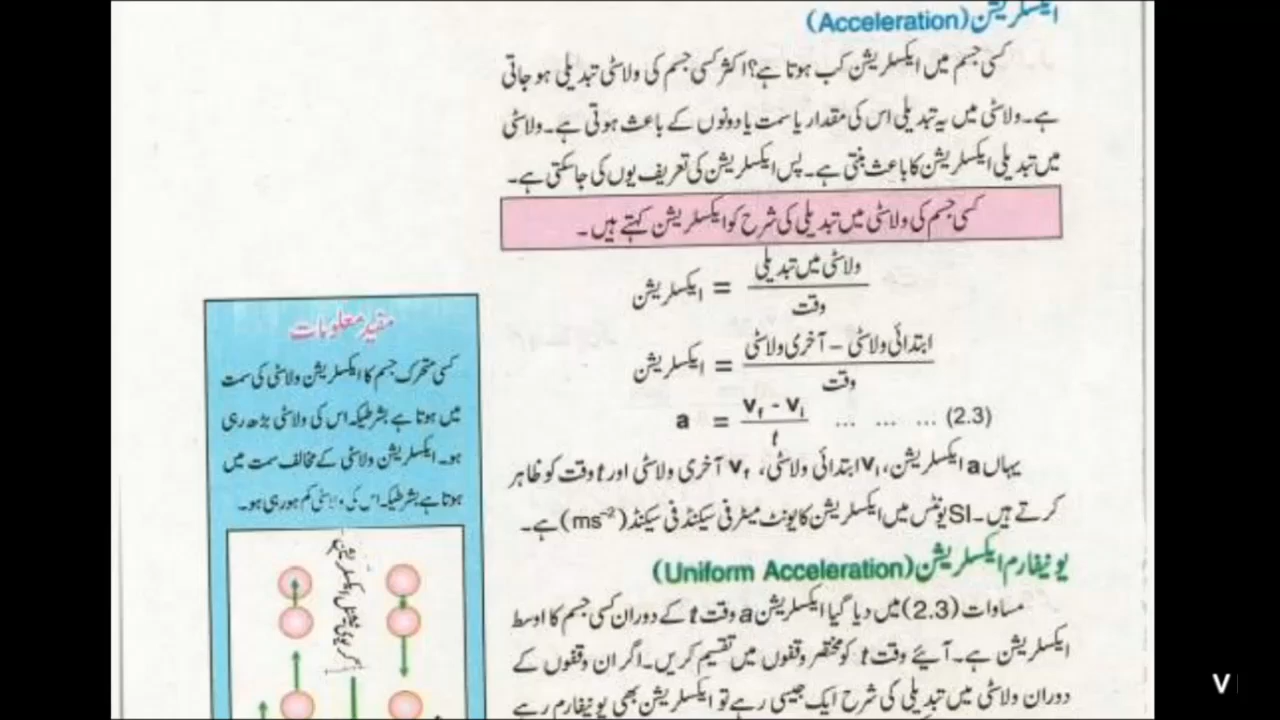 ایکسلریشن (Acceleration)
کسی جسم میں ایکسلریشن کب ہوتا ہے؟ اکثر کسی جسم کی ولاسٹی تبدیل ہو جاتی
ہے۔ ولاسٹی میں یہ تبدیلی اس کی مقدار یا سمت یا دونوں کے باعث ہوتی ہے۔ ولاسٹی
میں تبدیلی ایکسلریشن کا باعث بنتی ہے۔ پس ایکسلریشن کی تعریف یوں کی جا سکتی ہے۔
کسی جسم کی ولاسٹی میں تبدیلی کی شرح کو ایکسلریشن کہتے ہیں۔
ایکسلریشن = ولاسٹی میں تبدیلی / وقت
ایکسلریشن = ابتدائی ولاسٹی – آخری ولاسٹی / وقت
a = vf - vi / t ... ... ... (2.3)
یہاں a ایکسلریشن، vi ابتدائی ولاسٹی، vf آخری ولاسٹی اور t وقت کو ظاہر
کرتے ہیں۔ SI یونٹس میں ایکسلریشن کا یونٹ میٹر فی سیکنڈ فی سیکنڈ (ms⁻²) ہے۔
یونیفارم ایکسلریشن (Uniform Acceleration)
مساوات (2.3) میں دیا گیا ایکسلریشن a وقت t کے دوران کسی جسم کا اوسط
ایکسلریشن ہے۔ آیئے وقت t کو مختصر وقفوں میں تقسیم کریں۔ اگر ان وقفوں کے
دوران ولاسٹی میں تبدیلی کی شرح ایک جیسی رہے تو ایکسلریشن بھی یونیفارم رہے
مفید معلومات
کسی متحرک جسم کا ایکسلریشن ولاسٹی کی سمت
میں ہوتا ہے بشرطیکہ اس کی ولاسٹی بڑھ رہی
ہو۔ ایکسلریشن ولاسٹی کے مخالف سمت میں
ہوتا ہے بشرطیکہ اس کی ولاسٹی کم ہو رہی ہو۔
گریوی ٹیشنل ایکسلریشن
V